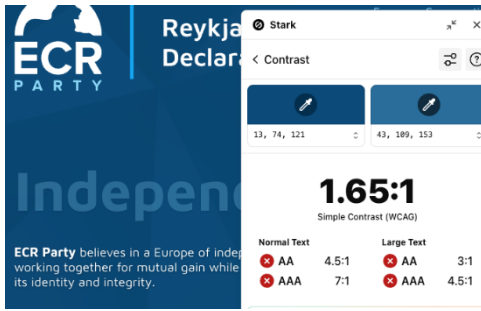 ECR
PARTY
Reykja
Declara
Independ
ECR Party believes in a Europe of indep
working together for mutual gain while
its identity and integrity.
Stark
Contrast
13, 74, 121
43, 109, 153
1.65:1
Simple Contrast (WCAG)
Normal Text
AA 4.5:1
AAA 7:1
Large Text
AA 3:1
AAA 4.5:1